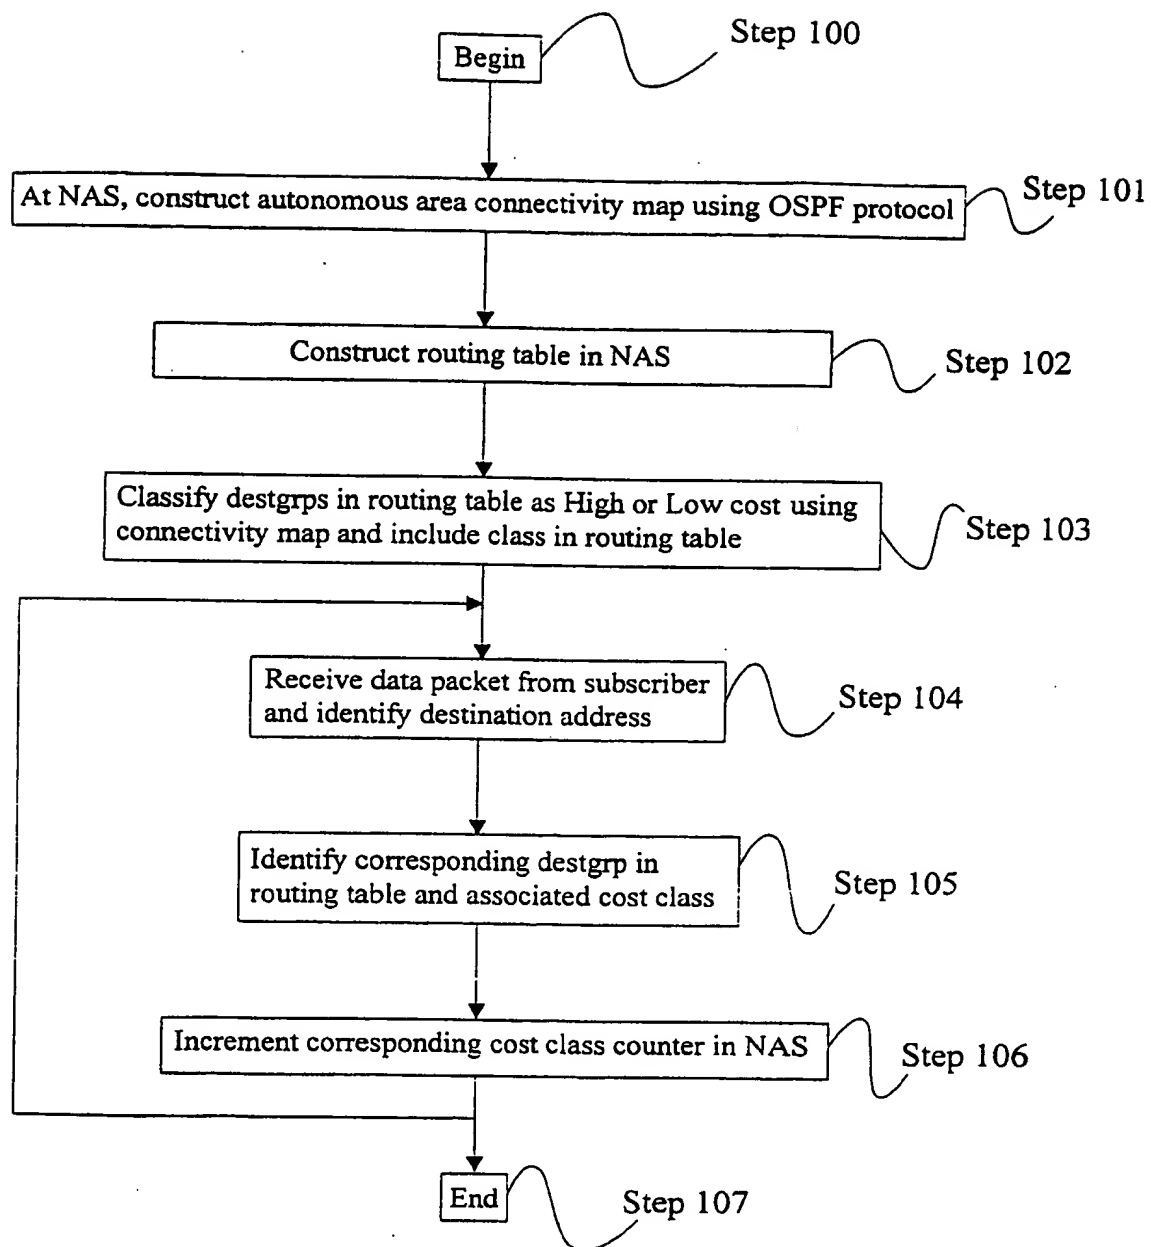 Begin
Step 100
At NAS, construct autonomous area connectivity map using OSPF protocol
Step 101
Construct routing table in NAS
Step 102
Classify destgrps in routing table as High or Low cost using
connectivity map and include class in routing table
Step 103
Receive data packet from subscriber
and identify destination address
Step 104
Identify corresponding destgrp in
routing table and associated cost class
Step 105
Increment corresponding cost class counter in NAS
Step 106
End
Step 107